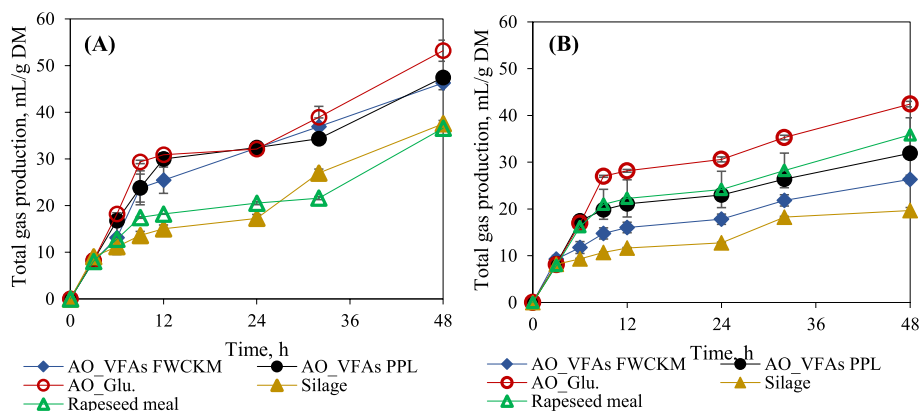 (A)
Total gas production, mL/g DM
60
50
40
30
20
10
0
0 12 24 36 48
Time, h
AO_VFAs FWCKM AO_VFAs PPL
AO_Glu. Silage
Rapeseed meal
(B)
Total gas production, mL/g DM
60
50
40
30
20
10
0
0 12 24 36 48
Time, h
AO_VFAs FWCKM AO_VFAs PPL
AO_Glu. Silage
Rapeseed meal